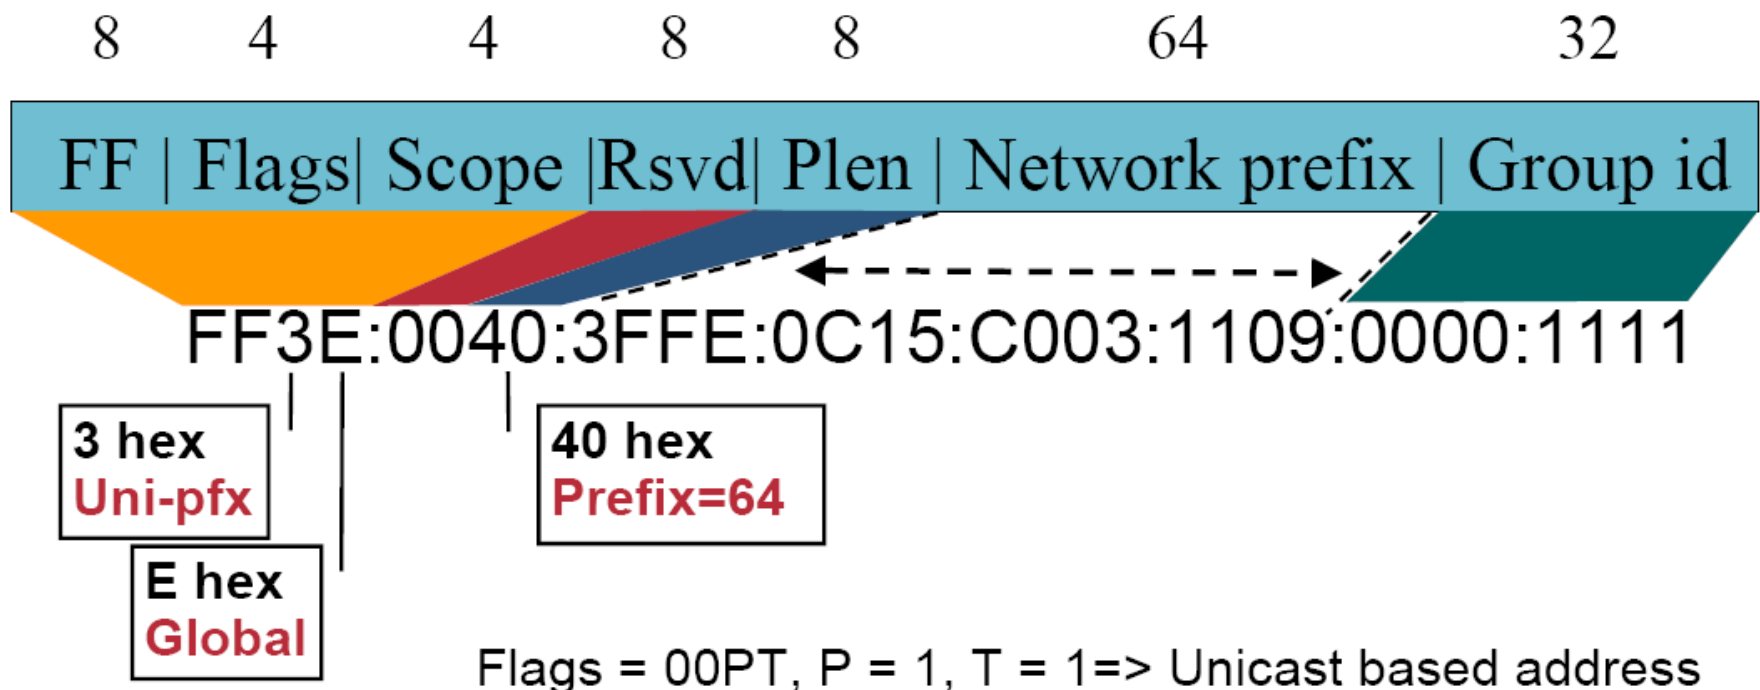 8 4 4 8 8 64 32
FF | Flags| Scope |Rsvd| Plen | Network prefix | Group id
FF3E:0040:3FFE:0C15:C003:1109:0000:1111
3 hex
Uni-pfx
40 hex
Prefix=64
E hex
Global
Flags = 00PT, P = 1, T = 1=> Unicast based address